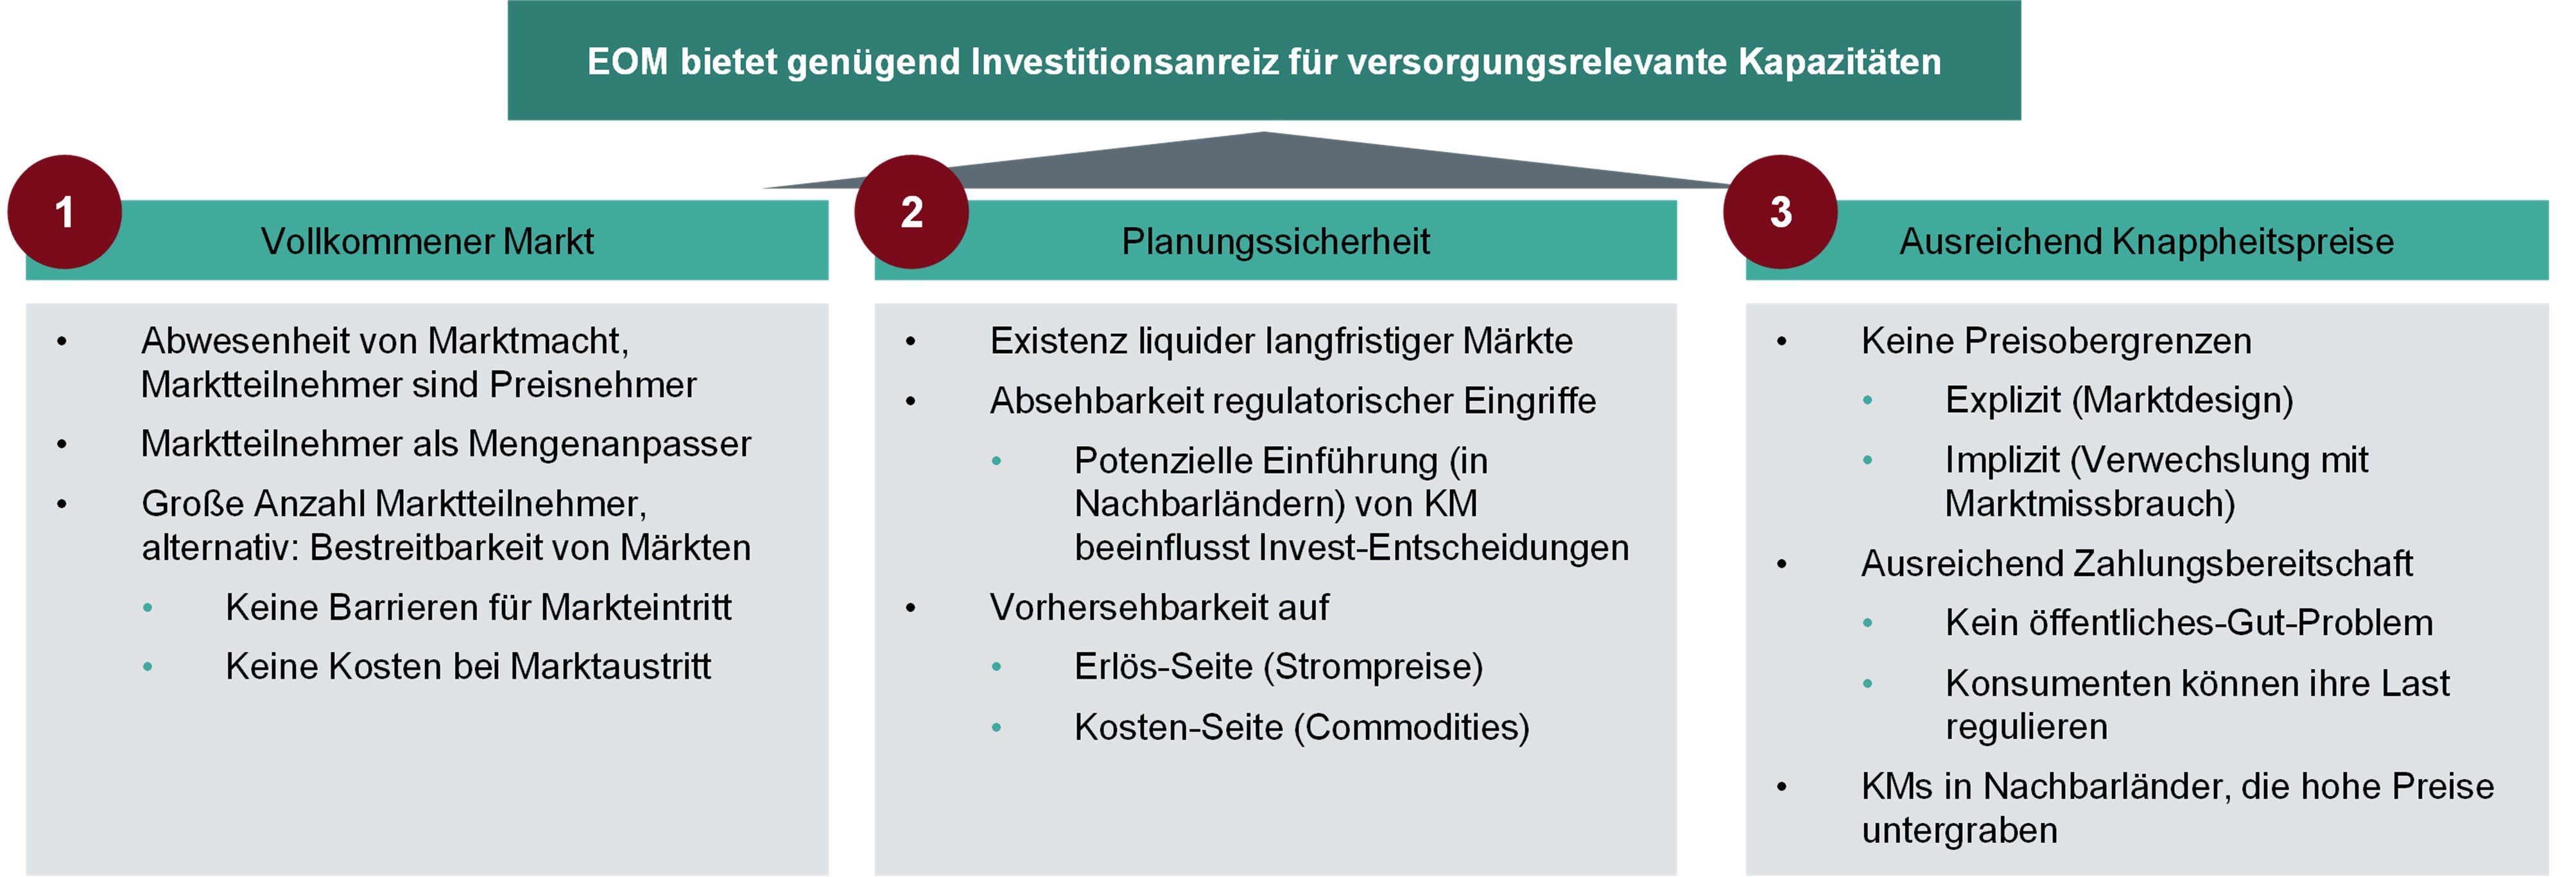 EOM bietet genügend Investitionsanreiz für versorgungsrelevante Kapazitäten
1
Vollkommener Markt
• Abwesenheit von Marktmacht,
Marktteilnehmer sind Preisnehmer
• Marktteilnehmer als Mengenanpasser
• Große Anzahl Marktteilnehmer,
alternativ: Bestreitbarkeit von Märkten
• Keine Barrieren für Markteintritt
• Keine Kosten bei Marktaustritt
2
Planungssicherheit
• Existenz liquider langfristiger Märkte
• Absehbarkeit regulatorischer Eingriffe
• Potenzielle Einführung (in
Nachbarländern) von KM
beeinflusst Invest-Entscheidungen
• Vorhersehbarkeit auf
• Erlös-Seite (Strompreise)
• Kosten-Seite (Commodities)
3
Ausreichend Knappheitspreise
• Keine Preisobergrenzen
• Explizit (Marktdesign)
• Implizit (Verwechslung mit
Marktmissbrauch)
• Ausreichend Zahlungsbereitschaft
• Kein öffentliches-Gut-Problem
• Konsumenten können ihre Last
regulieren
• KMs in Nachbarländer, die hohe Preise
untergraben